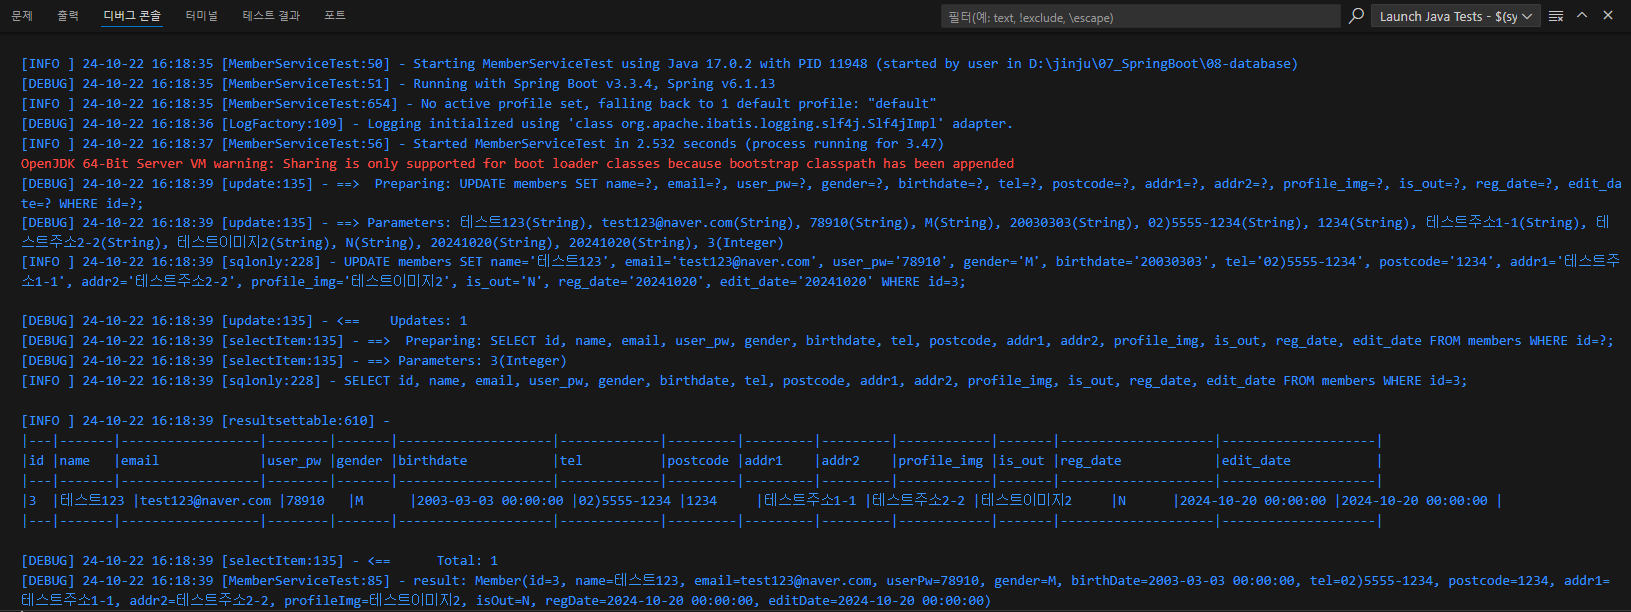 문제 출력 디버그 콘솔 터미널 테스트 결과 포트 필터(예: text, !exclude, \escape) Launch Java Tests - $(sy
[INFO ] 24-10-22 16:18:35 [MemberServiceTest:50] - Starting MemberServiceTest using Java 17.0.2 with PID 11948 (started by user in D:\jinju\07_SpringBoot\08-database)
[DEBUG] 24-10-22 16:18:35 [MemberServiceTest:51] - Running with Spring Boot v3.3.4, Spring v6.1.13
[INFO ] 24-10-22 16:18:35 [MemberServiceTest:654] - No active profile set, falling back to 1 default profile: "default"
[DEBUG] 24-10-22 16:18:36 [LogFactory:109] - Logging initialized using 'class org.apache.ibatis.logging.slf4j.Slf4jImpl' adapter.
[INFO ] 24-10-22 16:18:37 [MemberServiceTest:56] - Started MemberServiceTest in 2.532 seconds (process running for 3.47)
OpenJDK 64-Bit Server VM warning: Sharing is only supported for boot loader classes because bootstrap classpath has been appended
[DEBUG] 24-10-22 16:18:39 [update:135] - ==>  Preparing: UPDATE members SET name=?, email=?, user_pw=?, gender=?, birthdate=?, tel=?, postcode=?, addr1=?, addr2=?, profile_img=?, is_out=?, reg_date=?, edit_da
te=? WHERE id=?;
[DEBUG] 24-10-22 16:18:39 [update:135] - ==> Parameters: 테스트123(String), test123@naver.com(String), 78910(String), M(String), 20030303(String), 02)5555-1234(String), 1234(String), 테스트주소1-1(String), 테
스트주소2-2(String), 테스트이미지2(String), N(String), 20241020(String), 20241020(String), 3(Integer)
[INFO ] 24-10-22 16:18:39 [sqlonly:228] - UPDATE members SET name='테스트123', email='test123@naver.com', user_pw='78910', gender='M', birthdate='20030303', tel='02)5555-1234', postcode='1234', addr1='테스트주
소1-1', addr2='테스트주소2-2', profile_img='테스트이미지2', is_out='N', reg_date='20241020', edit_date='20241020' WHERE id=3;
[DEBUG] 24-10-22 16:18:39 [update:135] - <==    Updates: 1
[DEBUG] 24-10-22 16:18:39 [selectItem:135] - ==>  Preparing: SELECT id, name, email, user_pw, gender, birthdate, tel, postcode, addr1, addr2, profile_img, is_out, reg_date, edit_date FROM members WHERE id=?;
[DEBUG] 24-10-22 16:18:39 [selectItem:135] - ==> Parameters: 3(Integer)
[INFO ] 24-10-22 16:18:39 [sqlonly:228] - SELECT id, name, email, user_pw, gender, birthdate, tel, postcode, addr1, addr2, profile_img, is_out, reg_date, edit_date FROM members WHERE id=3;
[INFO ] 24-10-22 16:18:39 [resultsettable:610] -
|---|-------|------------------|--------|-------|--------------------|-------------|---------|---------|---------|------------|-------|--------------------|--------------------|
|id |name   |email             |user_pw |gender |birthdate           |tel          |postcode |addr1    |addr2    |profile_img |is_out |reg_date            |edit_date           |
|---|-------|------------------|--------|-------|--------------------|-------------|---------|---------|---------|------------|-------|--------------------|--------------------|
|3  |테스트123 |test123@naver.com |78910   |M      |2003-03-03 00:00:00 |02)5555-1234 |1234     |테스트주소1-1 |테스트주소2-2 |테스트이미지2     |N      |2024-10-20 00:00:00 |2024-10-20 00:00:00 |
|---|-------|------------------|--------|-------|--------------------|-------------|---------|---------|---------|------------|-------|--------------------|--------------------|
[DEBUG] 24-10-22 16:18:39 [selectItem:135] - <==      Total: 1
[DEBUG] 24-10-22 16:18:39 [MemberServiceTest:85] - result: Member(id=3, name=테스트123, email=test123@naver.com, userPw=78910, gender=M, birthDate=2003-03-03 00:00:00, tel=02)5555-1234, postcode=1234, addr1=
테스트주소1-1, addr2=테스트주소2-2, profileImg=테스트이미지2, isOut=N, regDate=2024-10-20 00:00:00, editDate=2024-10-20 00:00:00)